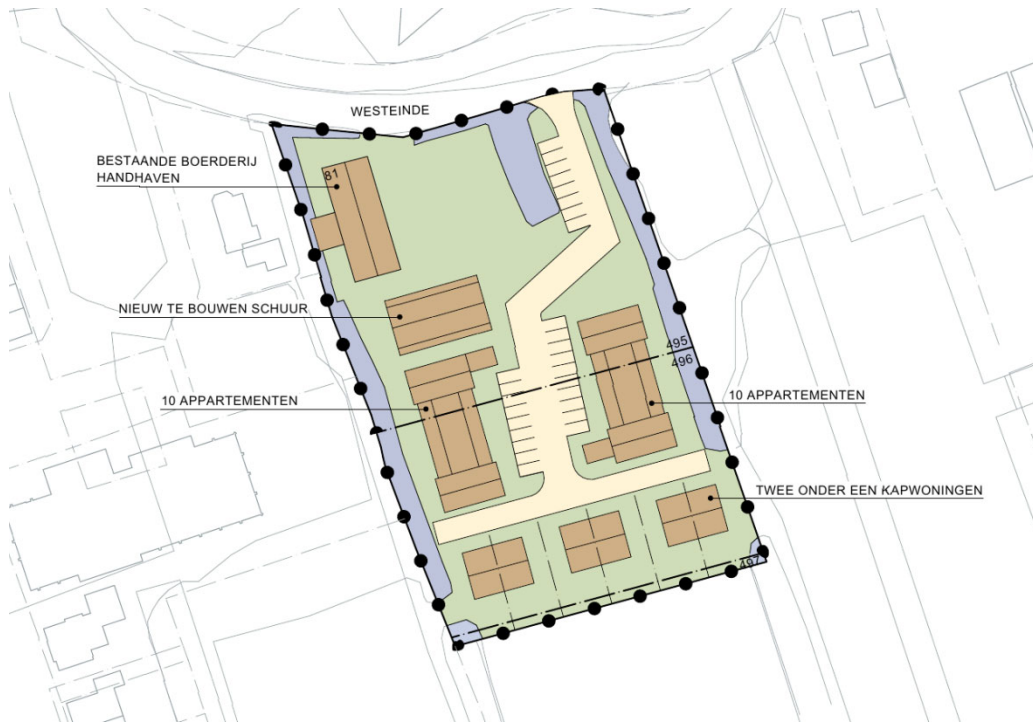 WESTEINDE
BESTAANDE BOERDERIJ
HANDHAVEN
81
NIEUW TE BOUWEN SCHUUR
495
496
10 APPARTEMENTEN
10 APPARTEMENTEN
TWEE ONDER EEN KAPWONINGEN
497